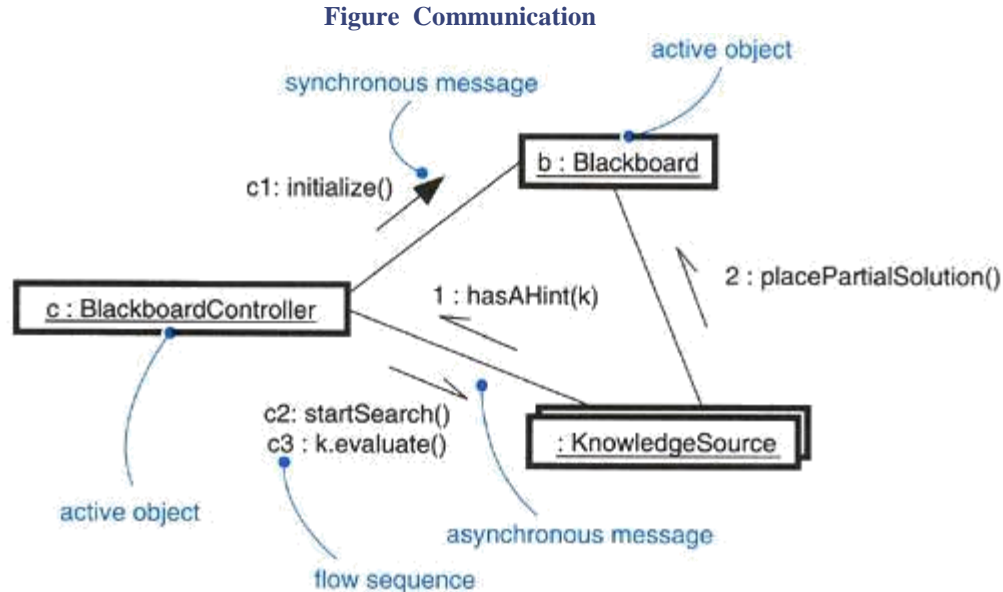 Figure Communication
active object
synchronous message
b : Blackboard
c1: initialize()
2 : placePartialSolution()
1 : hasAHint(k)
c : BlackboardController
c2: startSearch()
c3 : k.evaluate()
: KnowledgeSource
active object
asynchronous message
flow sequence